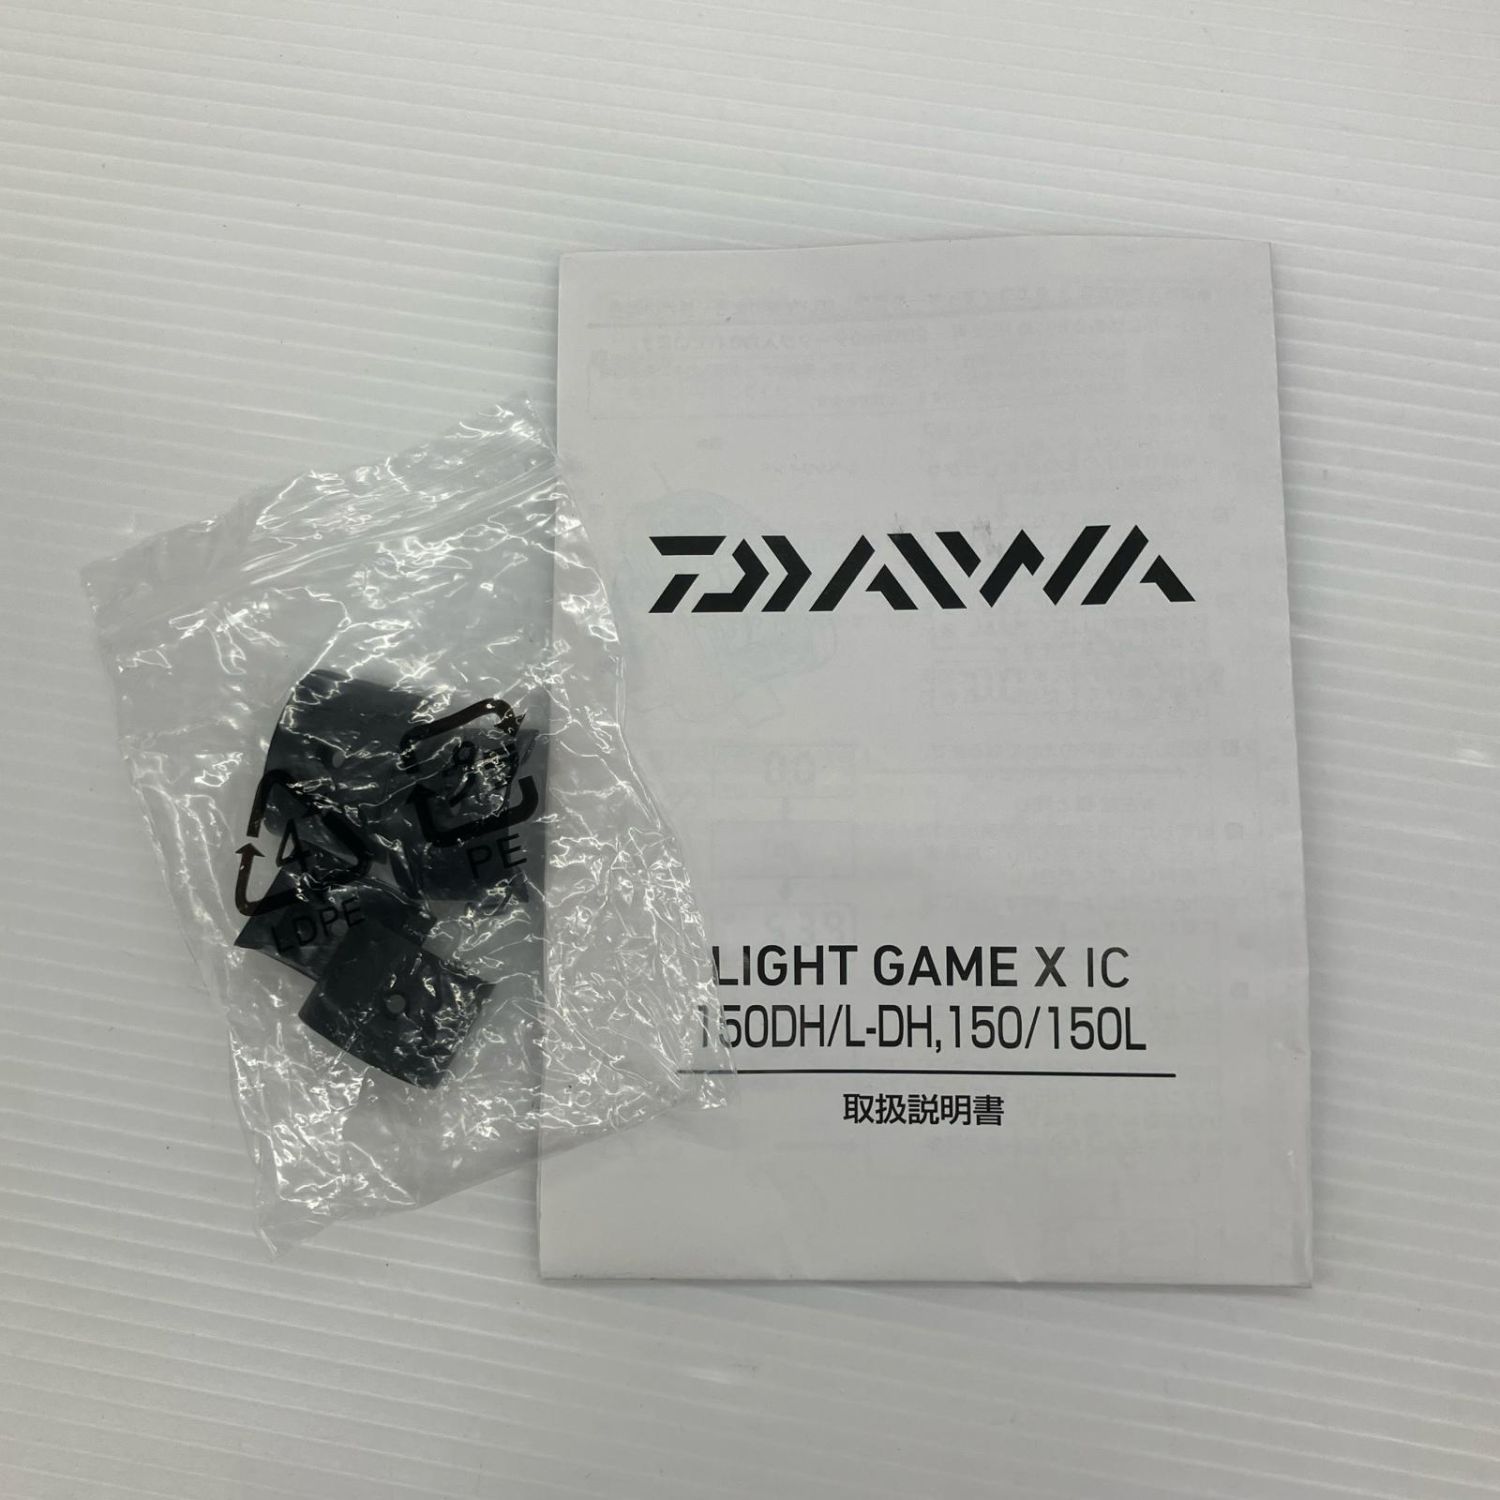 DAIWA
LIGHT GAME X IC
150DH/L-DH,150/150L
取扱説明書
4
LDPE
PE